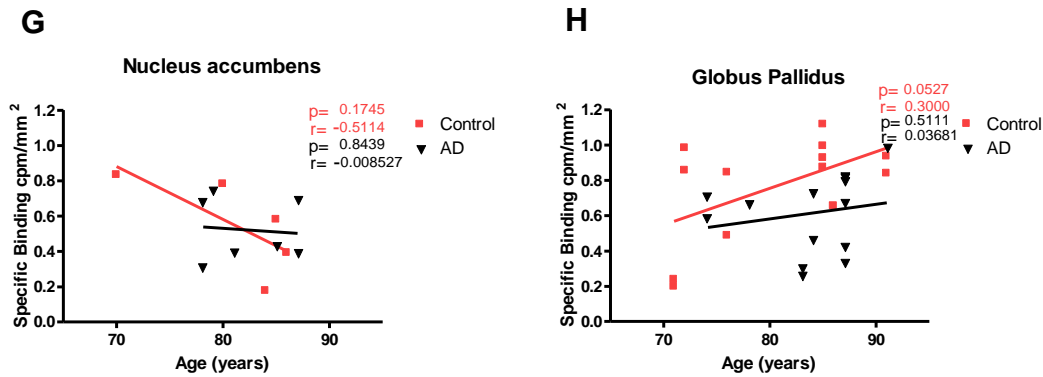 G
Nucleus accumbens
p= 0.1745
r= -0.5114
p= 0.8439
r= -0.008527
Control
AD
Specific Binding cpm/mm 2
1.2
1.0
0.8
0.6
0.4
0.2
0.0
70 80 90
Age (years)
H
Globus Pallidus
p= 0.0527
r= 0.3000
p= 0.5111
r= 0.03681
Control
AD
Specific Binding cpm/mm 2
1.2
1.0
0.8
0.6
0.4
0.2
0.0
70 80 90
Age (years)